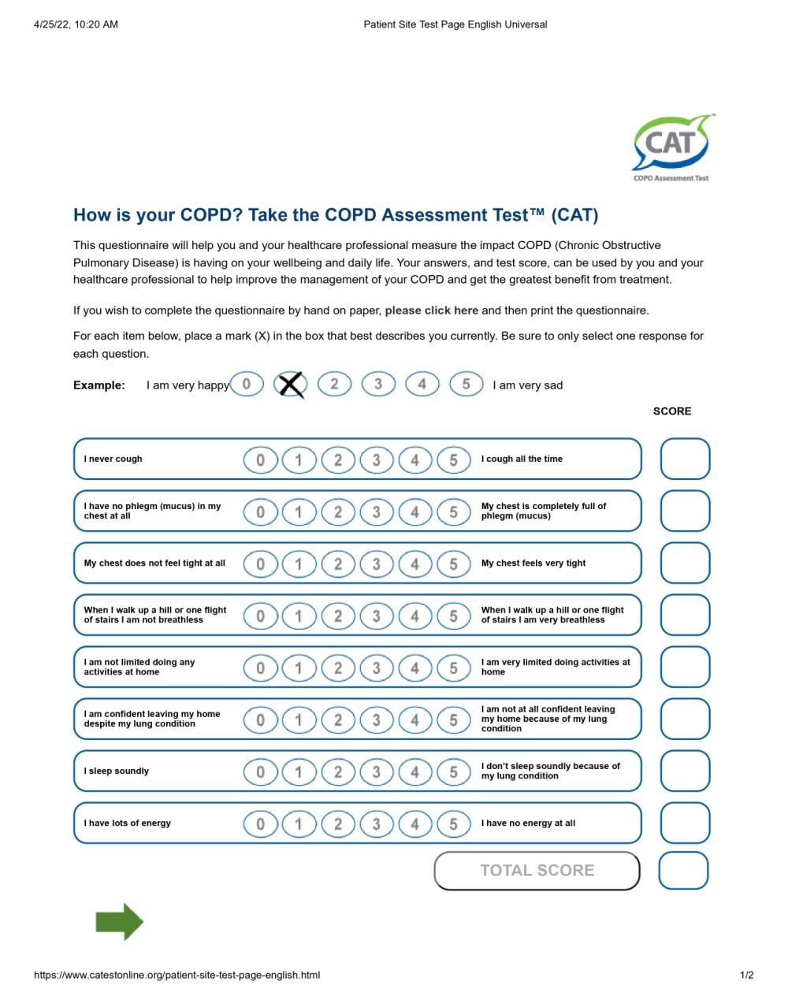 4/25/22, 10:20 AM Patient Site Test Page English Universal
CAT™
COPD Assessment Test
How is your COPD? Take the COPD Assessment Test™ (CAT)
This questionnaire will help you and your healthcare professional measure the impact COPD (Chronic Obstructive
Pulmonary Disease) is having on your wellbeing and daily life. Your answers, and test score, can be used by you and your
healthcare professional to help improve the management of your COPD and get the greatest benefit from treatment.
If you wish to complete the questionnaire by hand on paper, please click here and then print the questionnaire.
For each item below, place a mark (X) in the box that best describes you currently. Be sure to only select one response for
each question.
Example: I am very happy 0 X 2 3 4 5 I am very sad
SCORE
I never cough 0 1 2 3 4 5 I cough all the time
I have no phlegm (mucus) in my
chest at all 0 1 2 3 4 5 My chest is completely full of
phlegm (mucus)
My chest does not feel tight at all 0 1 2 3 4 5 My chest feels very tight
When I walk up a hill or one flight
of stairs I am not breathless 0 1 2 3 4 5 When I walk up a hill or one flight
of stairs I am very breathless
I am not limited doing any
activities at home 0 1 2 3 4 5 I am very limited doing activities at
home
I am confident leaving my home
despite my lung condition 0 1 2 3 4 5 I am not at all confident leaving
my home because of my lung
condition
I sleep soundly 0 1 2 3 4 5 I don't sleep soundly because of
my lung condition
I have lots of energy 0 1 2 3 4 5 I have no energy at all
TOTAL SCORE
https://www.catestonline.org/patient-site-test-page-english.html 1/2